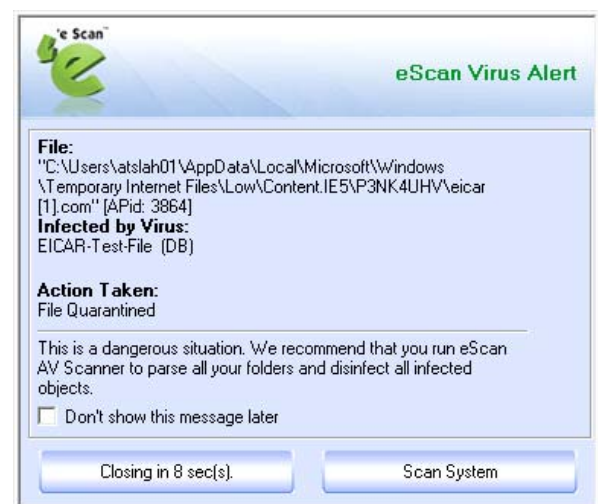 'e Scan™
eScan Virus Alert
File:
"C:\Users\atslah01\AppData\Local\Microsoft\Windows
\Temporary Internet Files\Low\Content.IE5\P3NK4UHV\eicar
[1].com" [APid: 3864]
Infected by Virus:
EICAR-Test-File (DB)
Action Taken:
File Quarantined
This is a dangerous situation. We recommend that you run eScan
AV Scanner to parse all your folders and disinfect all infected
objects.
Don't show this message later
Closing in 8 sec(s).
Scan System